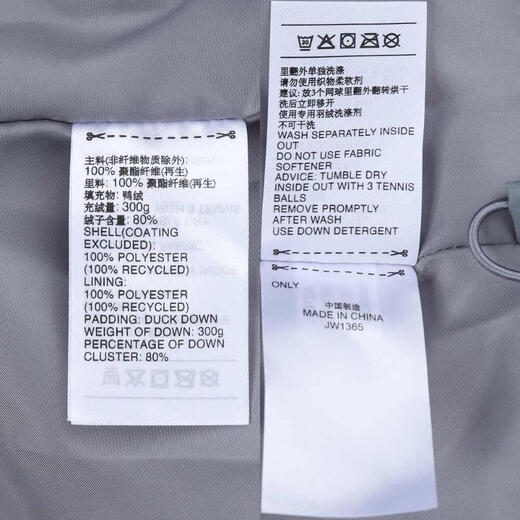 主料(非纤维物质除外):
100% 聚酯纤维(再生)
里料: 100% 聚酯纤维(再生)
填充物: 鸭绒
充绒量: 300g
绒子含量: 80%
SHELL(COATING
EXCLUDED):
100% POLYESTER
(100% RECYCLED)
LINING:
100% POLYESTER
(100% RECYCLED)
PADDING: DUCK DOWN
WEIGHT OF DOWN: 300g
PERCENTAGE OF DOWN
CLUSTER: 80%
30
里翻外单独洗涤
请勿使用织物柔软剂
建议: 放3个网球里翻外翻转烘干
洗后立即移开
使用专用羽绒洗涤剂
不可干洗
WASH SEPARATELY INSIDE
OUT
DO NOT USE FABRIC
SOFTENER
ADVICE: TUMBLE DRY
INSIDE OUT WITH 3 TENNIS
BALLS
REMOVE PROMPTLY
AFTER WASH
USE DOWN DETERGENT
ONLY
中国制造
MADE IN CHINA
JW1365